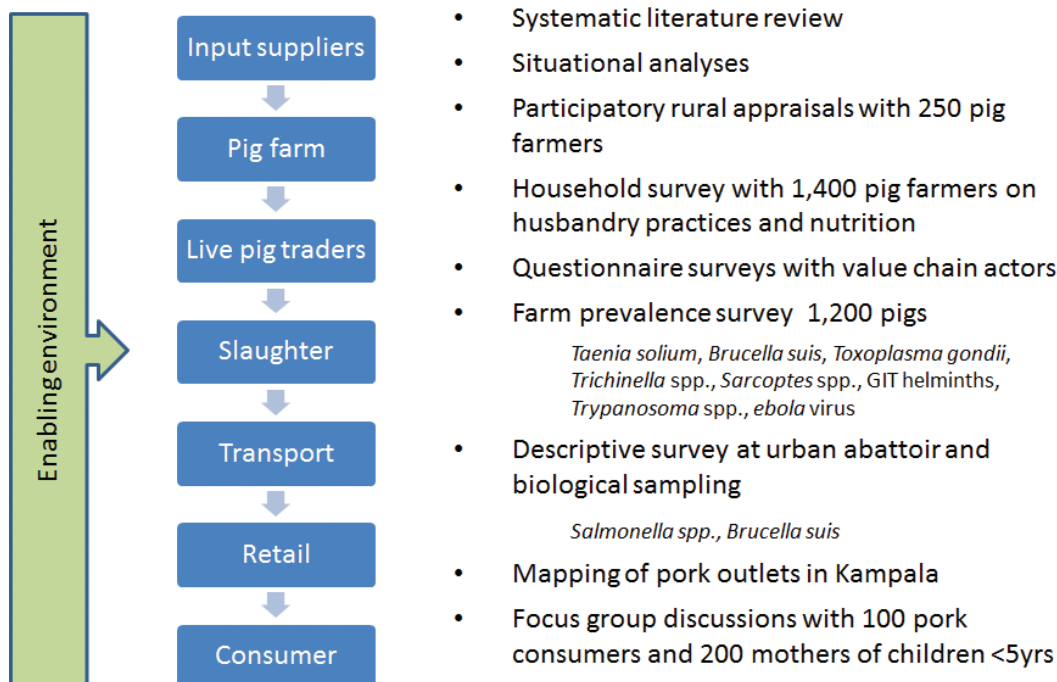 Enabling environment
Input suppliers
Pig farm
Live pig traders
Slaughter
Transport
Retail
Consumer
• Systematic literature review
• Situational analyses
• Participatory rural appraisals with 250 pig
farmers
• Household survey with 1,400 pig farmers on
husbandry practices and nutrition
• Questionnaire surveys with value chain actors
• Farm prevalence survey 1,200 pigs
Taenia solium, Brucella suis, Toxoplasma gondii,
Trichinella spp., Sarcoptes spp., GIT helminths,
Trypanosoma spp., ebola virus
• Descriptive survey at urban abattoir and
biological sampling
Salmonella spp., Brucella suis
• Mapping of pork outlets in Kampala
• Focus group discussions with 100 pork
consumers and 200 mothers of children <5yrs